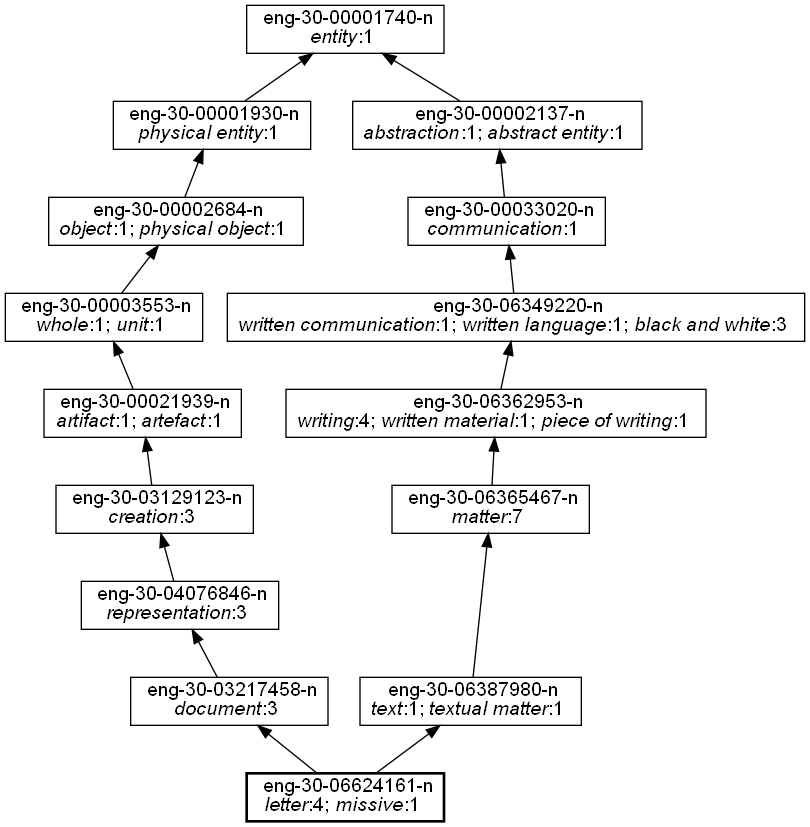 eng-30-00001740-n
entity:1
eng-30-00001930-n
physical entity:1
eng-30-00002137-n
abstraction:1; abstract entity:1
eng-30-00002684-n
object:1; physical object:1
eng-30-00033020-n
communication:1
eng-30-00003553-n
whole:1; unit:1
eng-30-06349220-n
written communication:1; written language:1; black and white:3
eng-30-00021939-n
artifact:1; artefact:1
eng-30-06362953-n
writing:4; written material:1; piece of writing:1
eng-30-03129123-n
creation:3
eng-30-06365467-n
matter:7
eng-30-04076846-n
representation:3
eng-30-03217458-n
document:3
eng-30-06387980-n
text:1; textual matter:1
eng-30-06624161-n
letter:4; missive:1